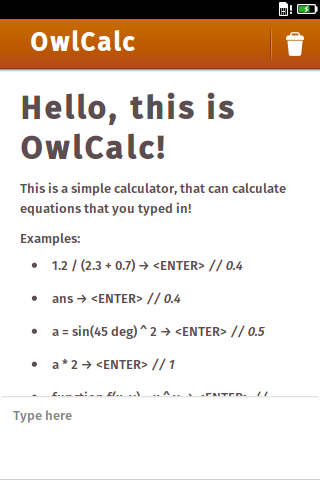 OwlCalc
Hello, this is
OwlCalc!
This is a simple calculator, that can calculate
equations that you typed in!
Examples:
• 1.2 / (2.3 + 0.7) → <ENTER> // 0.4
• ans → <ENTER> // 0.4
• a = sin(45 deg) ^ 2 → <ENTER> // 0.5
• a * 2 → <ENTER> // 1
• function f(x, y) = x ^ y → <ENTER> //
Type here